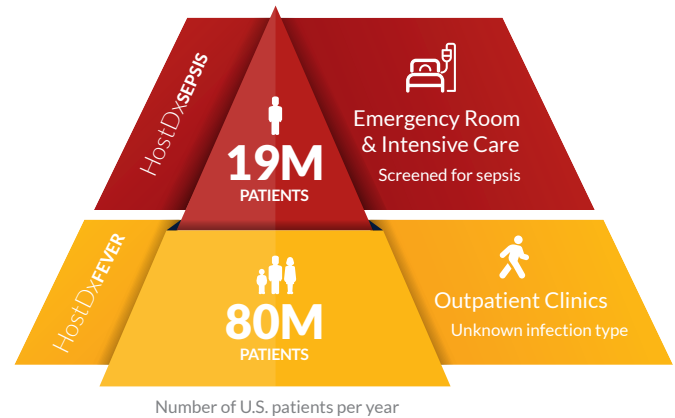 HostDxSEPSIS
19M
PATIENTS
Emergency Room
& Intensive Care
Screened for sepsis
HostDxFEVER
80M
PATIENTS
Outpatient Clinics
Unknown infection type
Number of U.S. patients per year